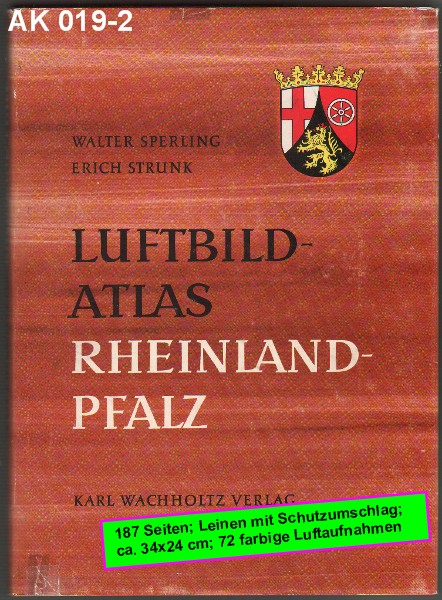 AK 019-2
WALTER SPERLING
ERICH STRUNK
LUFTBILD-
ATLAS
RHEINLAND-
PFALZ
KARL WACHHOLTZ VERLAG
187 Seiten; Leinen mit Schutzumschlag;
ca. 34x24 cm; 72 farbige Luftaufnahmen